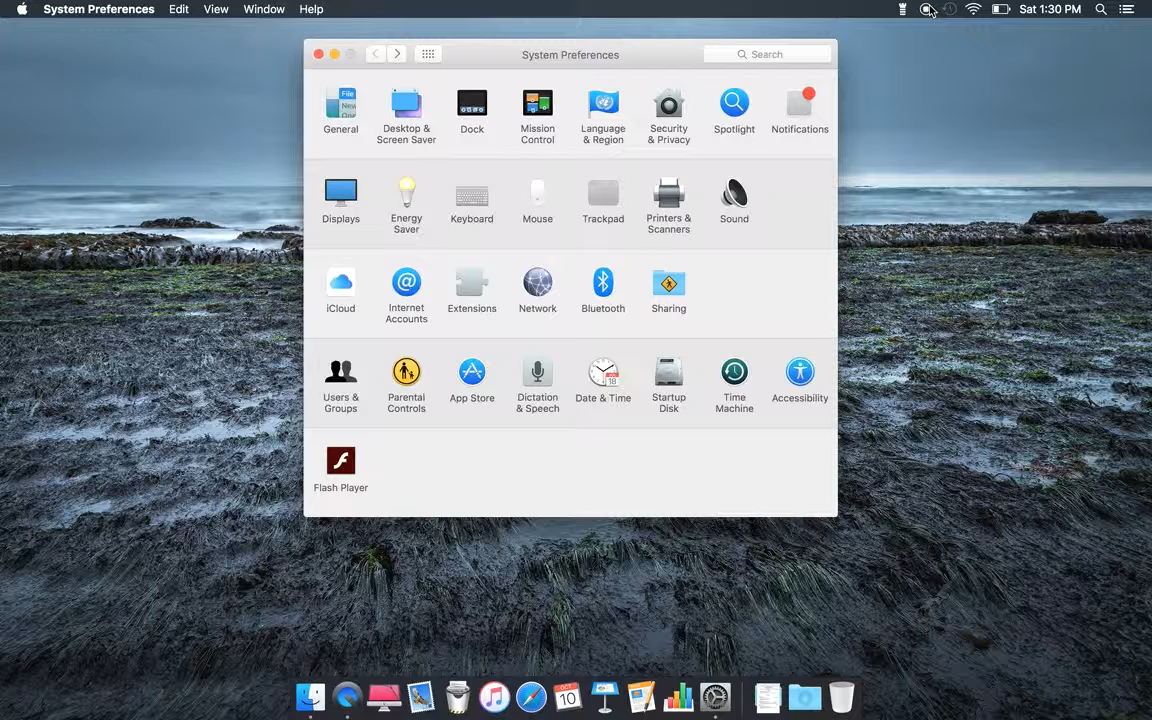 System Preferences Edit View Window Help Sat 1:30 PM
System Preferences Search
General Desktop & Screen Saver Dock Mission Control Language & Region Security & Privacy Spotlight Notifications
Displays Energy Saver Keyboard Mouse Trackpad Printers & Scanners Sound
iCloud Internet Accounts Extensions Network Bluetooth Sharing
Users & Groups Parental Controls App Store Dictation & Speech Date & Time Startup Disk Time Machine Accessibility
Flash Player